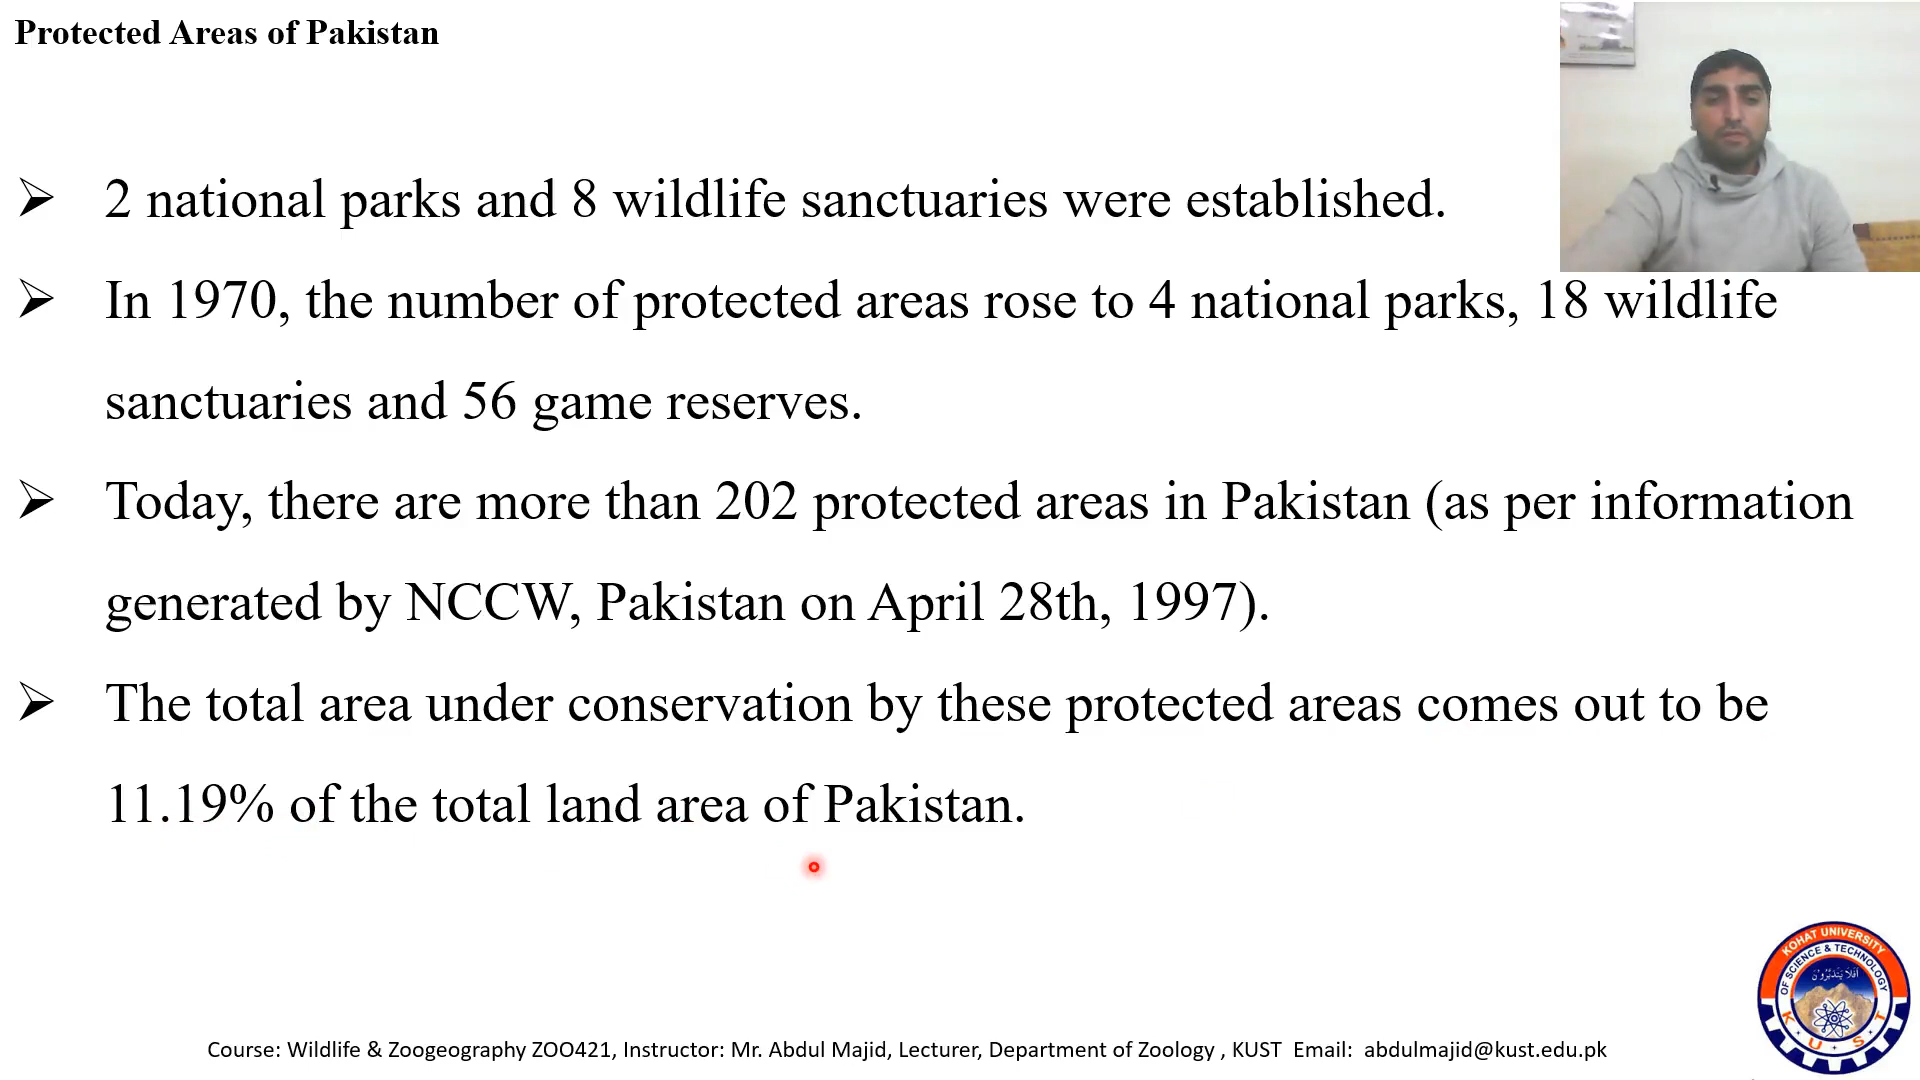 Protected Areas of Pakistan
➢ 2 national parks and 8 wildlife sanctuaries were established.
➢ In 1970, the number of protected areas rose to 4 national parks, 18 wildlife
sanctuaries and 56 game reserves.
➢ Today, there are more than 202 protected areas in Pakistan (as per information
generated by NCCW, Pakistan on April 28th, 1997).
➢ The total area under conservation by these protected areas comes out to be
11.19% of the total land area of Pakistan.
KOHAT UNIVERSITY
OF SCIENCE & TECHNOLOGY
K U S T
Course: Wildlife & Zoogeography ZOO421, Instructor: Mr. Abdul Majid, Lecturer, Department of Zoology , KUST Email: abdulmajid@kust.edu.pk